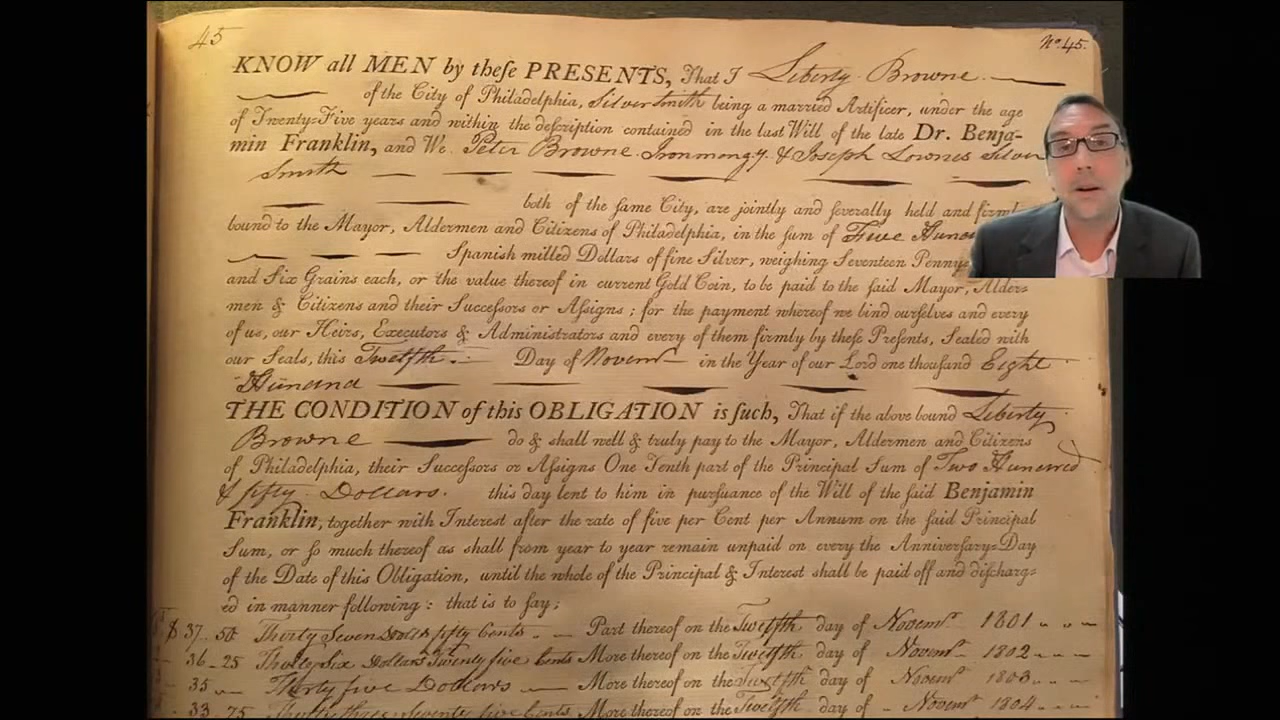 45
No 45.
KNOW all MEN by theſe PRESENTS, That I Liberty Browne.
of the City of Philadelphia, Silver Smith being a married Artificer, under the age
of Twenty-Five years and within the deſcription contained in the last Will of the late Dr. Benja-
min Franklin, and We Peter Browne Ironmongr. & Joseph Lownes Silver
Smith
both of the ſame City, are jointly and ſeverally held and
bound to the Mayor, Aldermen and Citizens of Philadelphia, in the ſum of Five
Spanish milled Dollars of fine Silver, weighing Seventeen
and Six Grains each, or the value thereof in current Gold Coin, to be paid to the ſaid Mayor, Alder-
men & Citizens and their Succeſſors or Aſſigns; for the payment whereof we bind ourſelves and every
of us, our Heirs, Executors & Administrators and every of them firmly by theſe Preſents, Sealed with
our Seals, this Twelfth Day of Novemr in the Year of our Lord one thouſand Eight
Hundred
THE CONDITION of this OBLIGATION is ſuch, That if the above bound Liberty
Browne do & shall well & truly pay to the Mayor, Aldermen and Citizens
of Philadelphia, their Succeſſors or Aſſigns One Tenth part of the Principal Sum of Two Hundred
& fifty Dollars. this day lent to him in purſuance of the Will of the ſaid Benjamin
Franklin, together with Interest after the rate of five per Cent per Annum on the ſaid Principal
Sum, or ſo much thereof as shall from year to year remain unpaid on every the Anniverſary-Day
of the Date of this Obligation, until the whole of the Principal & Interest shall be paid off and diſcharg-
ed in manner following: that is to ſay;
$ 37..50 Thirty Seven Dollrs fifty Cents Part thereof on the Twelfth day of Novemr 1801
36-25 Thirty Six Dollars Twenty five Cents More thereof on the Twelfth day of Novemr 1802
35 Thirty five Dollars More thereof on the Twelfth day of Novemr 1803
33 75 Thirty three Seventy five Cents More thereof on the Twelfth day of Novemr 1804